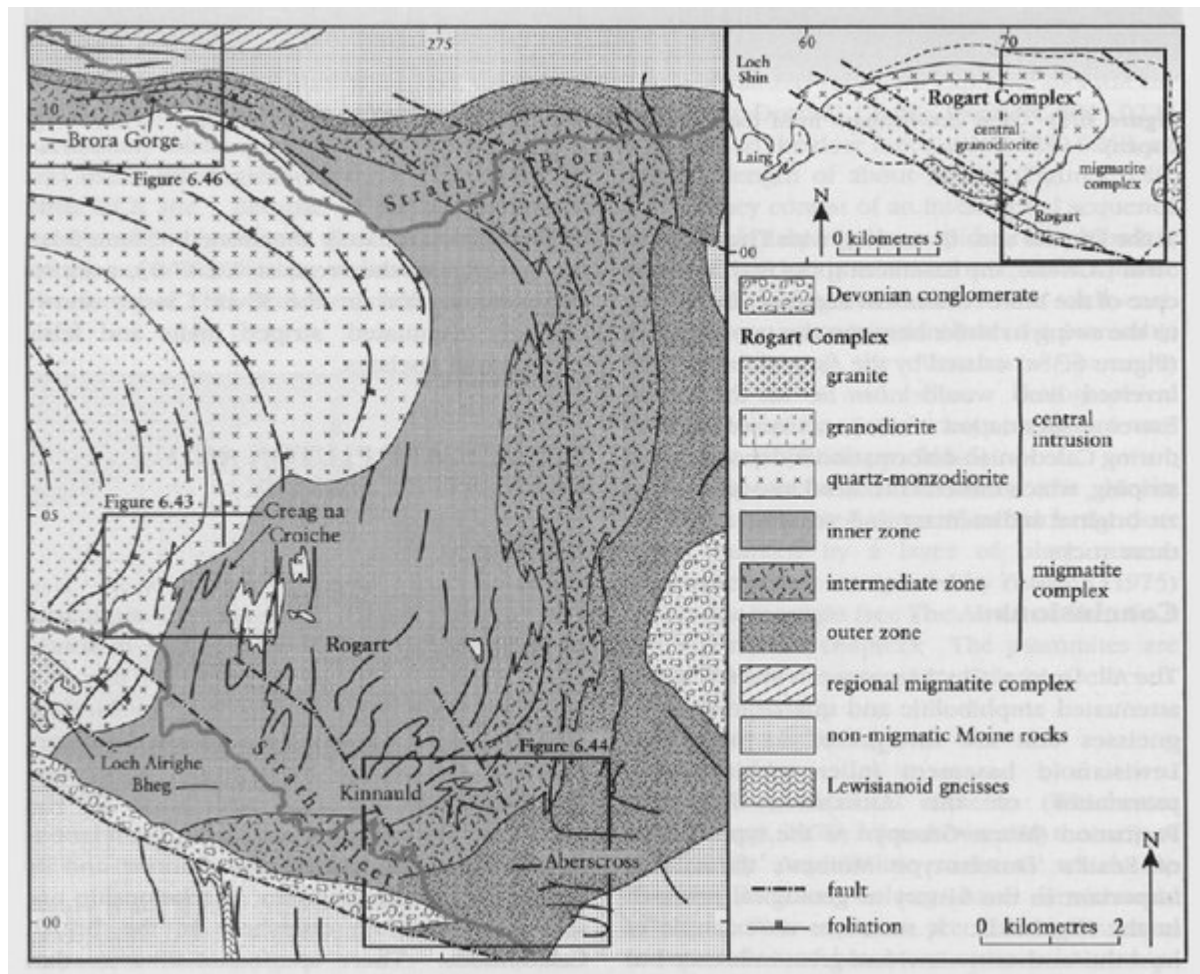 275
10
Brora Gorge
Figure 6.46
Strath Brora
Figure 6.43
05
Creag na
Croiche
Rogart
Loch Airighe
Bheg
Strath Fleet
Kinnauld
Figure 6.44
Aberscross
00
60
70
Loch
Shin
Rogart Complex
central
granodiorite
Lairg
migmatite
complex
N
Rogart
0 kilometres 5
00
Devonian conglomerate
Rogart Complex
granite
granodiorite
central
intrusion
quartz-monzodiorite
inner zone
intermediate zone
migmatite
complex
outer zone
regional migmatite complex
non-migmatic Moine rocks
Lewisianoid gneisses
N
fault
foliation
0 kilometres 2